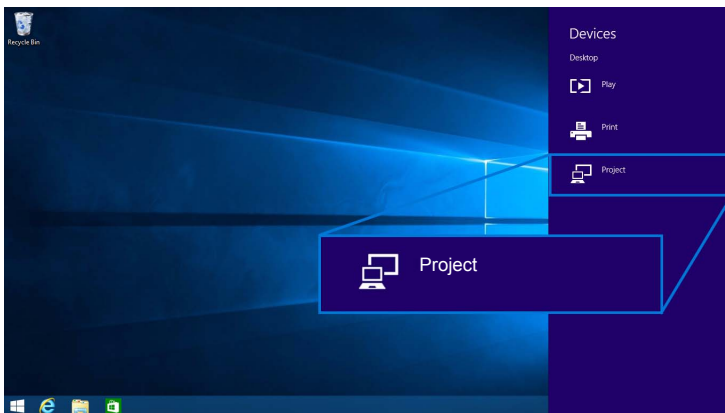 Recycle Bin
Devices
Desktop
Play
Print
Project
Project